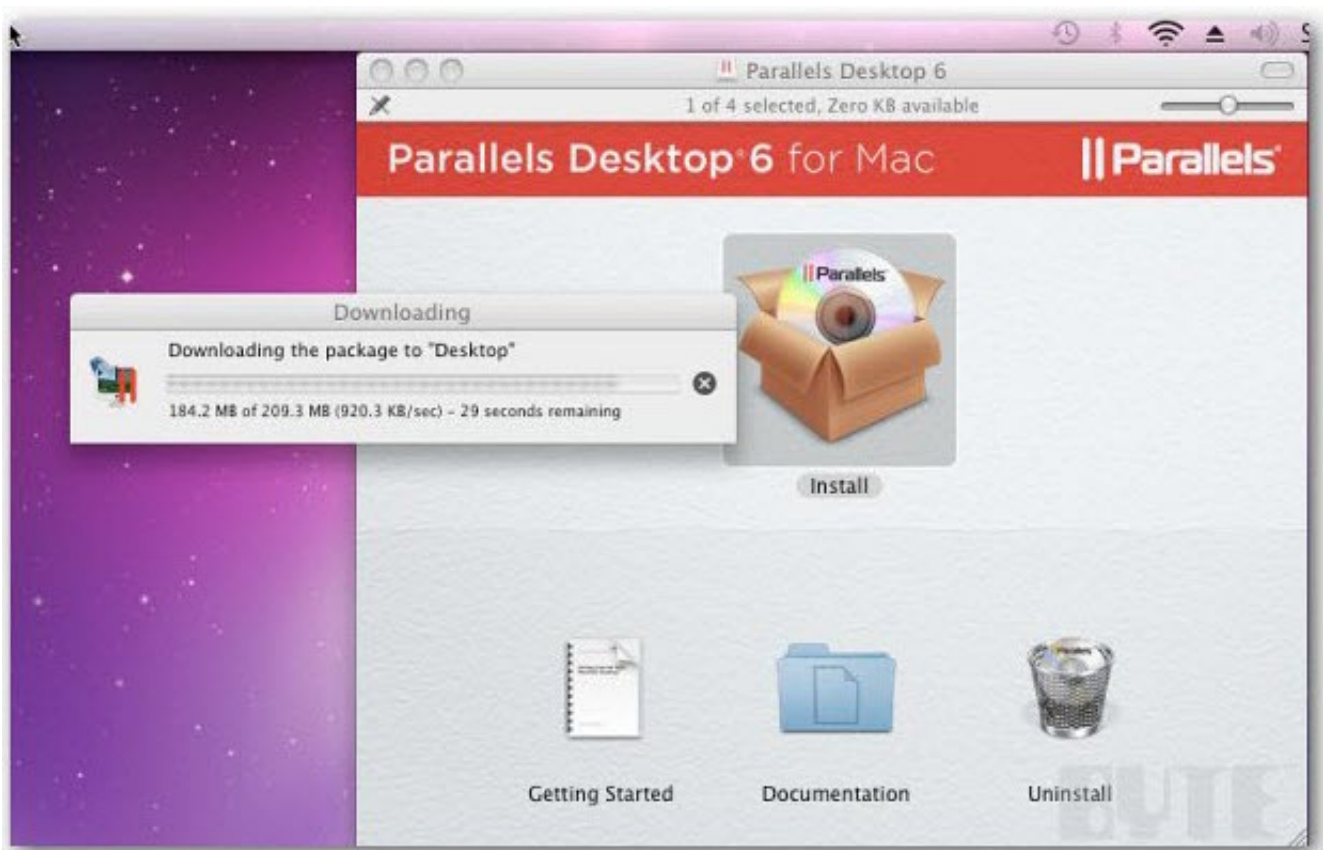 Parallels Desktop 6
1 of 4 selected, Zero KB available
Parallels Desktop 6 for Mac
Parallels
Parallels
Downloading
Downloading the package to "Desktop"
184.2 MB of 209.3 MB (920.3 KB/sec) – 29 seconds remaining
Install
Getting Started
Documentation
Uninstall
BYTE